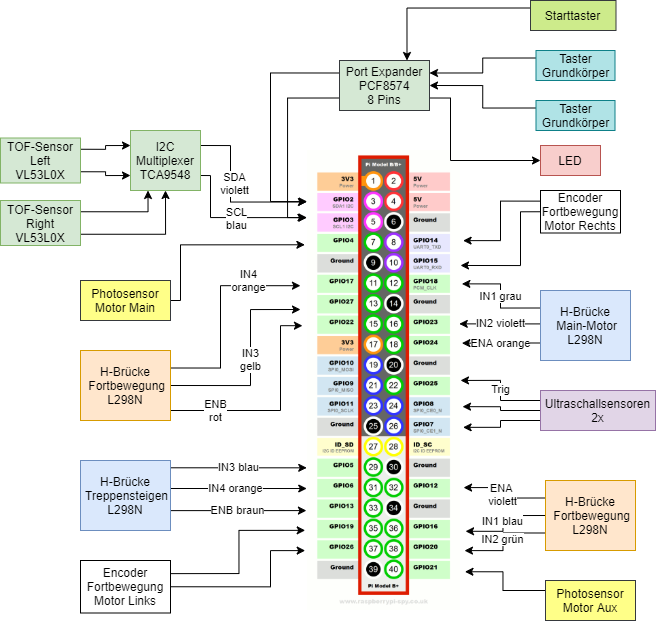 Starttaster
Port Expander
PCF8574
8 Pins
Taster
Grundkörper
Taster
Grundkörper
LED
TOF-Sensor
Left
VL53L0X
I2C
Multiplexer
TCA9548
TOF-Sensor
Right
VL53L0X
SDA
violett
SCL
blau
Photosensor
Motor Main
IN4
orange
IN3
gelb
ENB
rot
H-Brücke
Fortbewegung
L298N
H-Brücke
Treppensteigen
L298N
IN3 blau
IN4 orange
ENB braun
Encoder
Fortbewegung
Motor Links
Pi Model B/B+
3V3
Power
1
2
5V
Power
GPIO2
SDA1 I2C
3
4
5V
Power
GPIO3
SCL1 I2C
5
6
Ground
GPIO4
7
8
GPIO14
UART0_TXD
Ground
9
10
GPIO15
UART0_RXD
GPIO17
11
12
GPIO18
PCM_CLK
GPIO27
13
14
Ground
GPIO22
15
16
GPIO23
3V3
Power
17
18
GPIO24
GPIO10
SPI0_MOSI
19
20
Ground
GPIO9
SPI0_MISO
21
22
GPIO25
GPIO11
SPI0_SCLK
23
24
GPIO8
SPI0_CE0_N
Ground
25
26
GPIO7
SPI0_CE1_N
ID_SD
I2C ID EEPROM
27
28
ID_SC
I2C ID EEPROM
GPIO5
29
30
Ground
GPIO6
31
32
GPIO12
GPIO13
33
34
Ground
GPIO19
35
36
GPIO16
GPIO26
37
38
GPIO20
Ground
39
40
GPIO21
Pi Model B+
www.raspberrypi-spy.co.uk
Encoder
Fortbewegung
Motor Rechts
IN1 grau
IN2 violett
ENA orange
H-Brücke
Main-Motor
L298N
Trig
Ultraschallsensoren
2x
ENA
violett
IN1 blau
IN2 grün
H-Brücke
Fortbewegung
L298N
Photosensor
Motor Aux